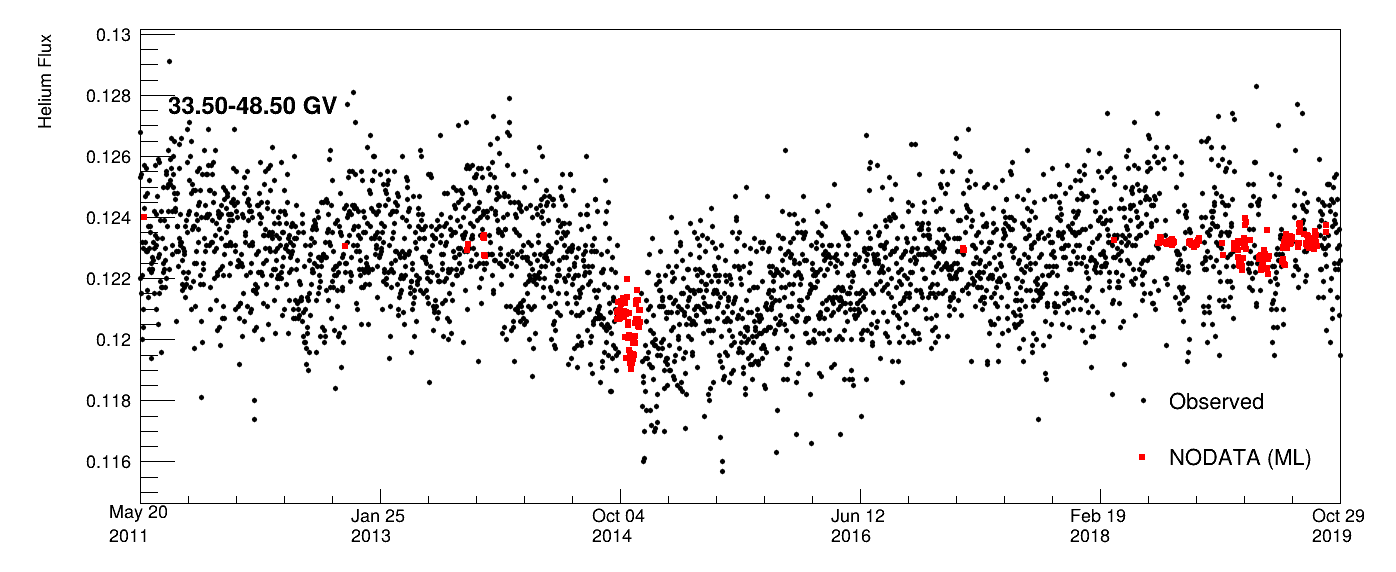 Helium Flux
0.13
0.128
0.126
0.124
0.122
0.12
0.118
0.116
33.50-48.50 GV
Observed
NODATA (ML)
May 20
2011
Jan 25
2013
Oct 04
2014
Jun 12
2016
Feb 19
2018
Oct 29
2019